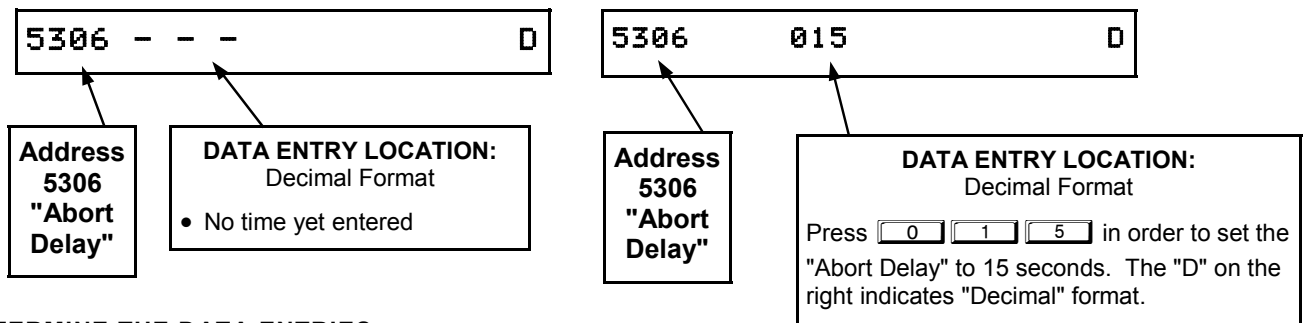 5306 - - - D
Address
5306
"Abort
Delay"
DATA ENTRY LOCATION:
Decimal Format
• No time yet entered
5306 015 D
Address
5306
"Abort
Delay"
DATA ENTRY LOCATION:
Decimal Format
Press 0 1 5 in order to set the
"Abort Delay" to 15 seconds. The "D" on the
right indicates "Decimal" format.